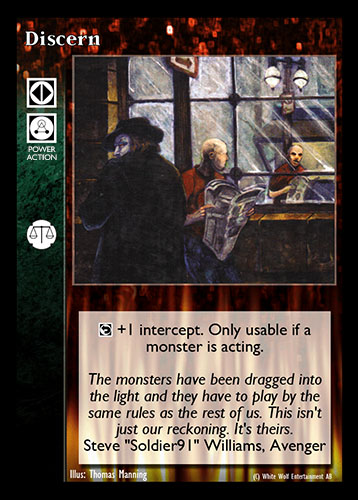 Discern
POWER
ACTION
+1 intercept. Only usable if a
monster is acting.
The monsters have been dragged into
the light and they have to play by the
same rules as the rest of us. This isn't
just our reckoning. It's theirs.
Steve "Soldier91" Williams, Avenger
Illus: Thomas Manning
(C) White Wolf Entertainment AB